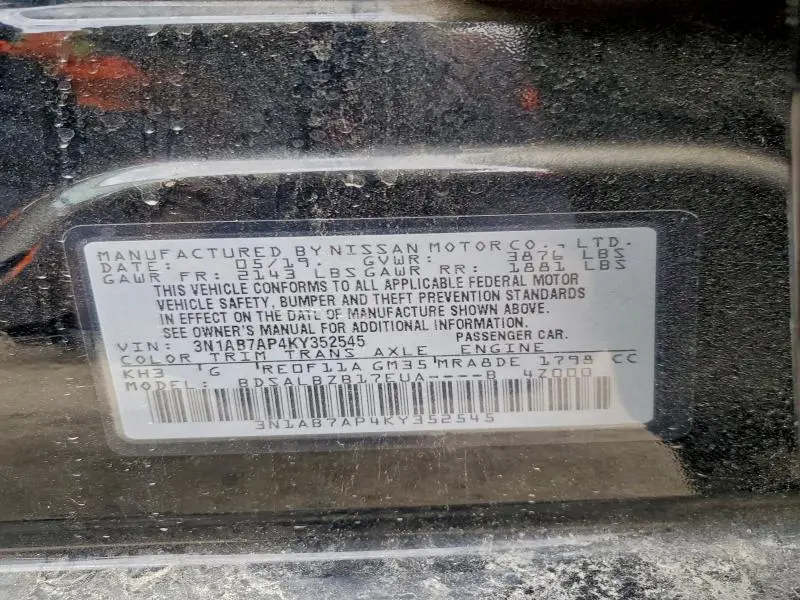 MANUFACTURED BY NISSAN MOTOR CO., LTD.
DATE: 05/19. GVWR: 3876 LBS
GAWR FR: 2143 LBS GAWR RR: 1881 LBS
THIS VEHICLE CONFORMS TO ALL APPLICABLE FEDERAL MOTOR
VEHICLE SAFETY, BUMPER AND THEFT PREVENTION STANDARDS
IN EFFECT ON THE DATE OF MANUFACTURE SHOWN ABOVE.
SEE OWNER'S MANUAL FOR ADDITIONAL INFORMATION.
VIN: 3N1AB7AP4KY352545 PASSENGER CAR.
COLOR TRIM TRANS AXLE ENGINE
KH3 G RE0F11A GM35 MRA8DE 1798 CC
MODEL: BDSALBZB17EUA----B 4Z000
3N1AB7AP4KY352545